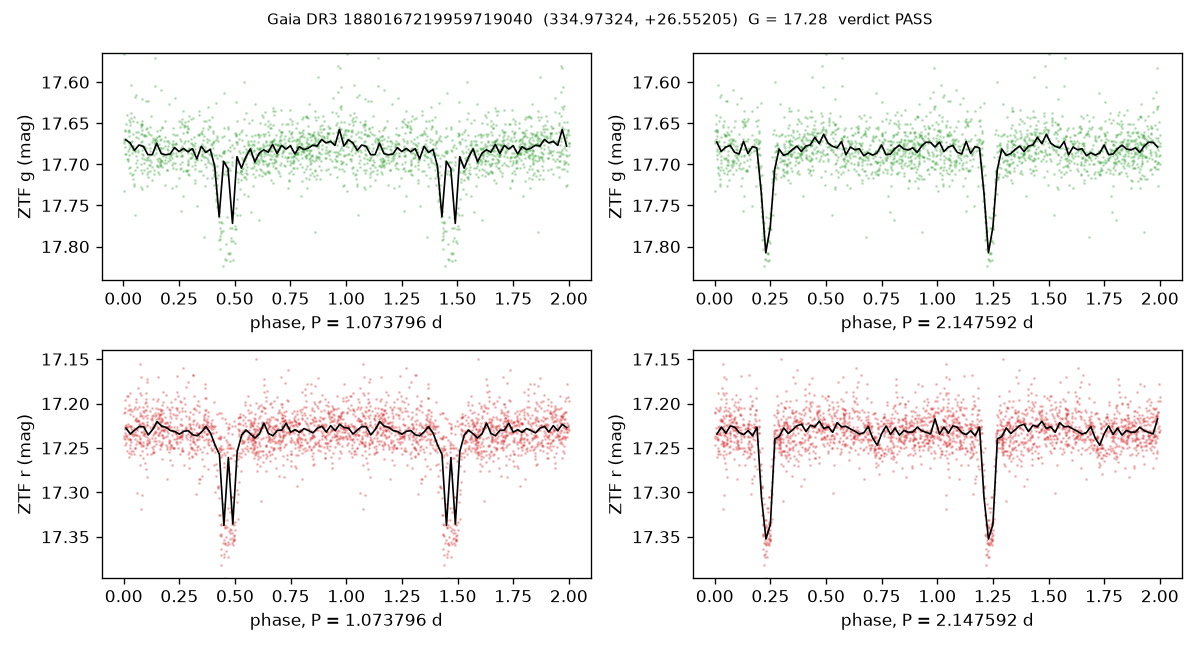 Gaia DR3 1880167219959719040 (334.97324, +26.55205) G = 17.28 verdict PASS
ZTF g (mag)
17.60
17.65
17.70
17.75
17.80
0.00 0.25 0.50 0.75 1.00 1.25 1.50 1.75 2.00
phase, P = 1.073796 d
ZTF g (mag)
17.60
17.65
17.70
17.75
17.80
0.00 0.25 0.50 0.75 1.00 1.25 1.50 1.75 2.00
phase, P = 2.147592 d
ZTF r (mag)
17.15
17.20
17.25
17.30
17.35
0.00 0.25 0.50 0.75 1.00 1.25 1.50 1.75 2.00
phase, P = 1.073796 d
ZTF r (mag)
17.15
17.20
17.25
17.30
17.35
0.00 0.25 0.50 0.75 1.00 1.25 1.50 1.75 2.00
phase, P = 2.147592 d